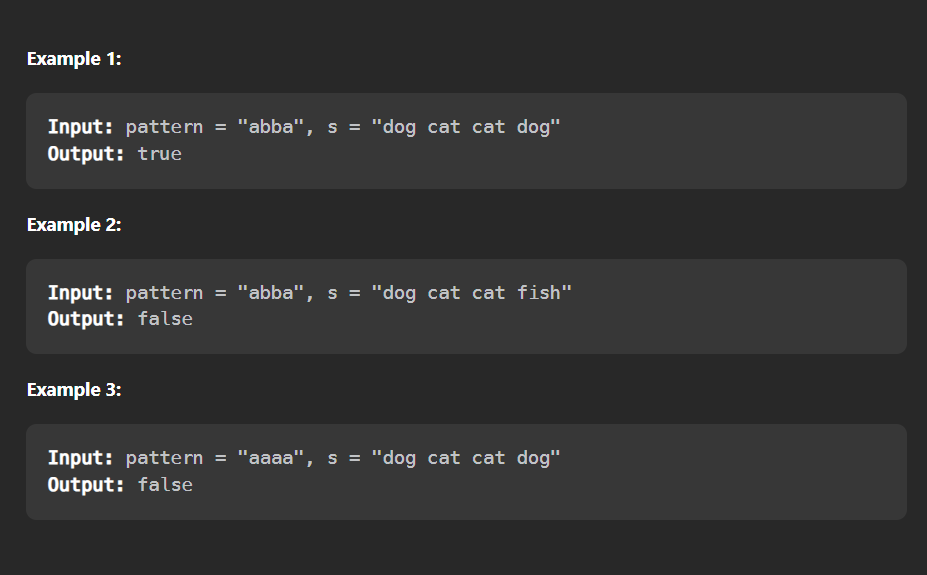 Example 1:
Input: pattern = "abba", s = "dog cat cat dog"
Output: true
Example 2:
Input: pattern = "abba", s = "dog cat cat fish"
Output: false
Example 3:
Input: pattern = "aaaa", s = "dog cat cat dog"
Output: false